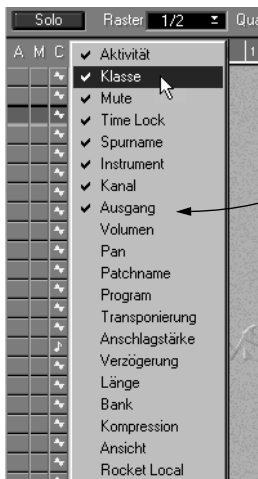 Solo Raster 1/2 Qua
A M C 1
Aktivität
Klasse
Mute
Time Lock
Spurname
Instrument
Kanal
Ausgang
Volumen
Pan
Patchname
Program
Transponierung
Anschlagstärke
Verzögerung
Länge
Bank
Kompression
Ansicht
Rocket Local